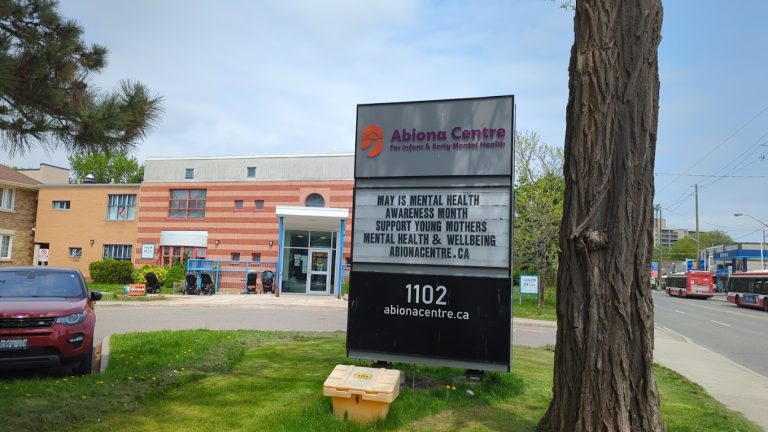 Abiona Centre
For Infant & Early Mental Health
MAY IS MENTAL HEALTH
AWARENESS MONTH
SUPPORT YOUNG MOTHERS
MENTAL HEALTH & WELLBEING
ABIONACENTRE.CA
1102
abionacentre.ca